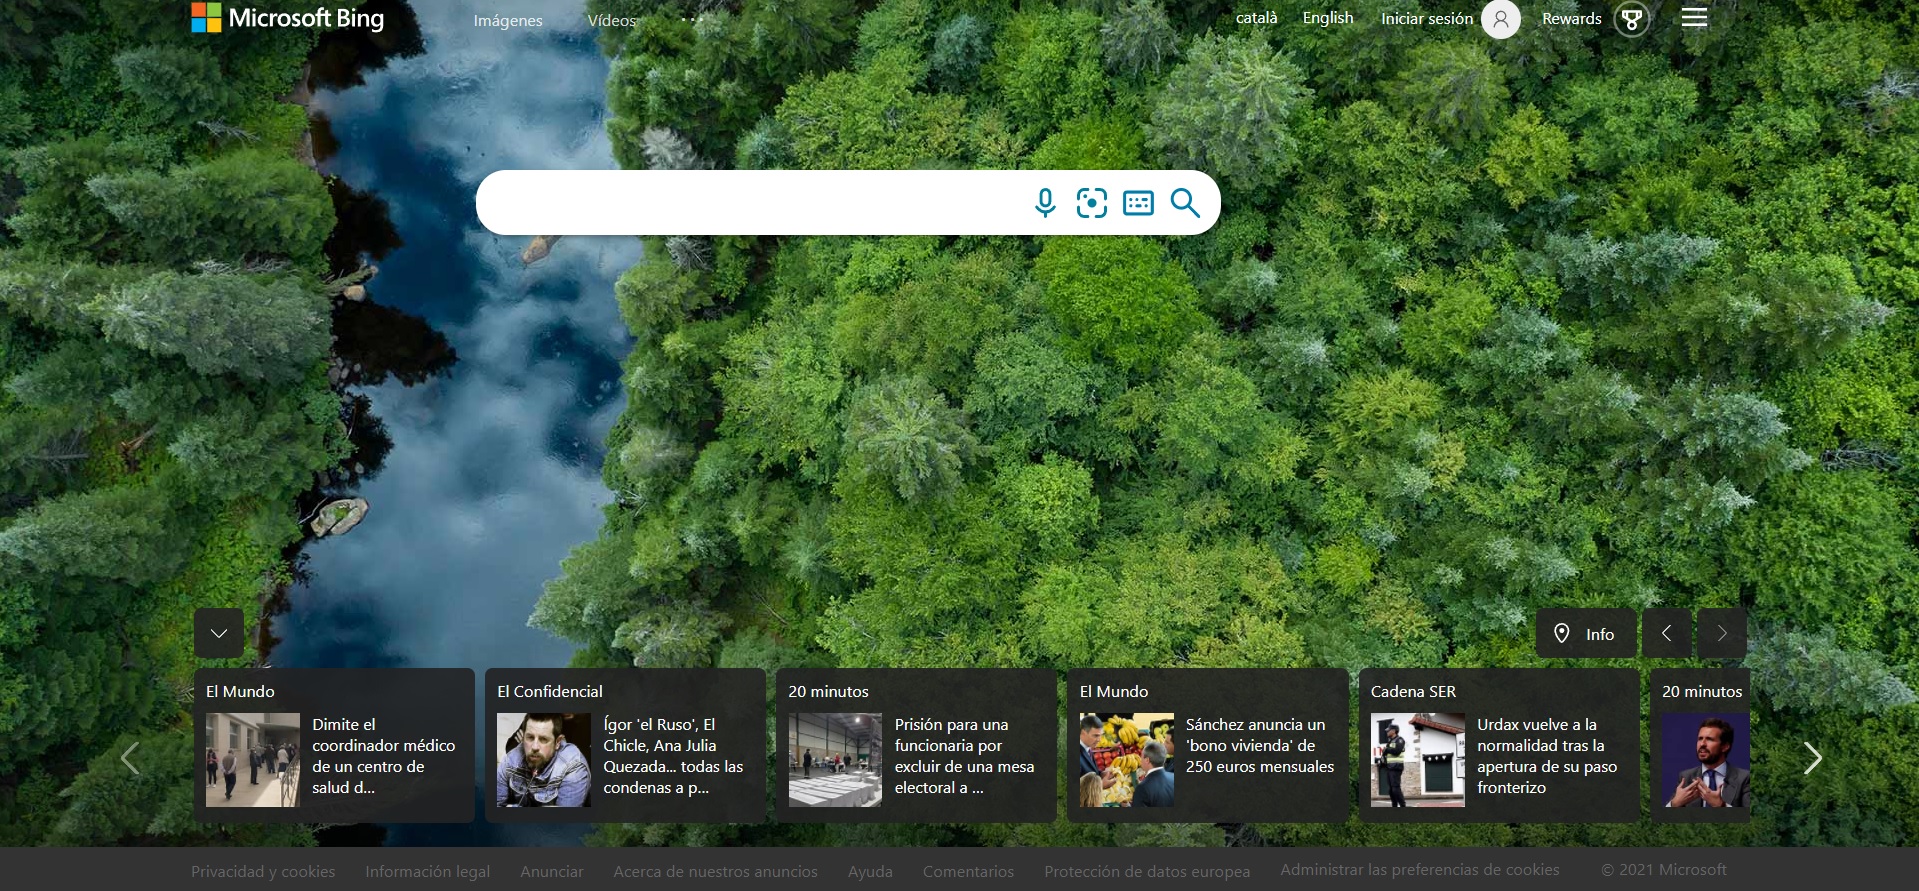 Microsoft Bing
Imágenes
Vídeos
català
English
Iniciar sesión
Rewards
Info
El Mundo
Dimite el
coordinador médico
de un centro de
salud d...
El Confidencial
Ígor 'el Ruso', El
Chicle, Ana Julia
Quezada... todas las
condenas a p...
20 minutos
Prisión para una
funcionaria por
excluir de una mesa
electoral a ...
El Mundo
Sánchez anuncia un
'bono vivienda' de
250 euros mensuales
Cadena SER
Urdax vuelve a la
normalidad tras la
apertura de su paso
fronterizo
20 minutos
Privacidad y cookies
Información legal
Anunciar
Acerca de nuestros anuncios
Ayuda
Comentarios
Protección de datos europea
Administrar las preferencias de cookies
© 2021 Microsoft